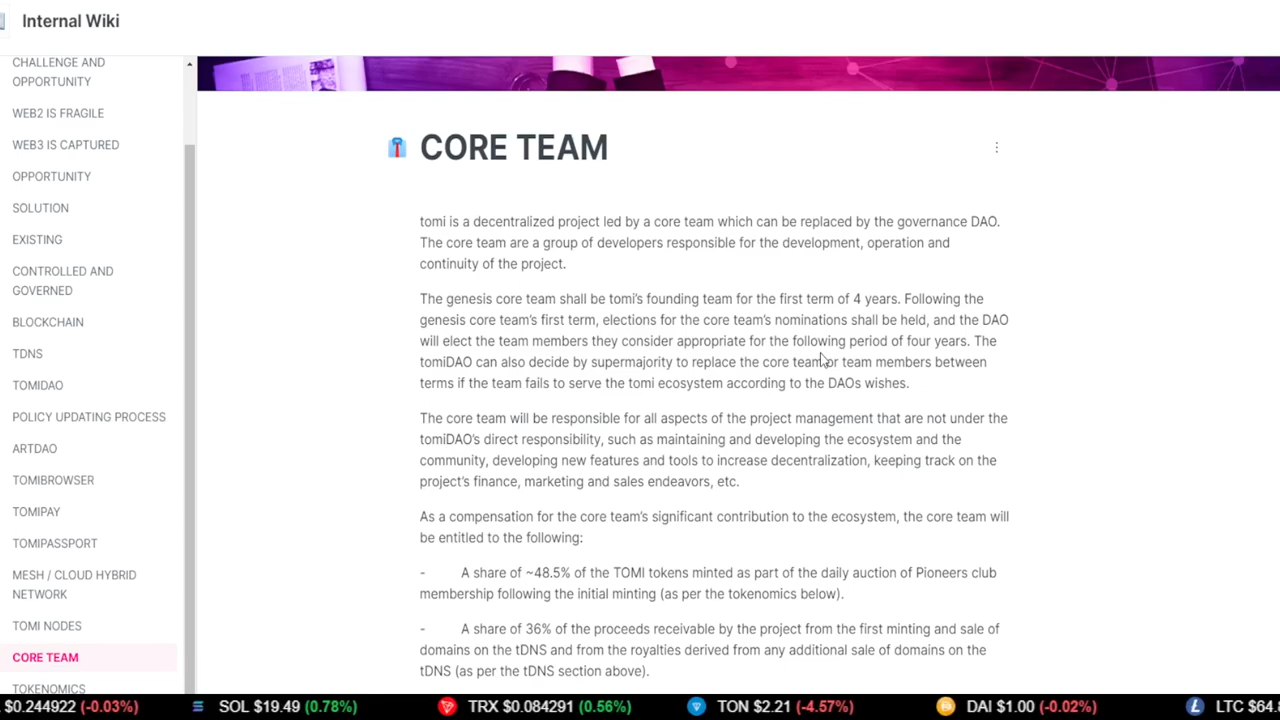 Internal Wiki
CHALLENGE AND
OPPORTUNITY
WEB2 IS FRAGILE
WEB3 IS CAPTURED
OPPORTUNITY
SOLUTION
EXISTING
CONTROLLED AND
GOVERNED
BLOCKCHAIN
TDNS
TOMIDAO
POLICY UPDATING PROCESS
ARTDAO
TOMIBROWSER
TOMIPAY
TOMIPASSPORT
MESH / CLOUD HYBRID
NETWORK
TOMI NODES
CORE TEAM
TOKENOMICS
CORE TEAM
tomi is a decentralized project led by a core team which can be replaced by the governance DAO.
The core team are a group of developers responsible for the development, operation and
continuity of the project.
The genesis core team shall be tomi's founding team for the first term of 4 years. Following the
genesis core team's first term, elections for the core team's nominations shall be held, and the DAO
will elect the team members they consider appropriate for the following period of four years. The
tomiDAO can also decide by supermajority to replace the core team or team members between
terms if the team fails to serve the tomi ecosystem according to the DAOs wishes.
The core team will be responsible for all aspects of the project management that are not under the
tomiDAO's direct responsibility, such as maintaining and developing the ecosystem and the
community, developing new features and tools to increase decentralization, keeping track on the
project's finance, marketing and sales endeavors, etc.
As a compensation for the core team's significant contribution to the ecosystem, the core team will
be entitled to the following:
- A share of ~48.5% of the TOMI tokens minted as part of the daily auction of Pioneers club
membership following the initial minting (as per the tokenomics below).
- A share of 36% of the proceeds receivable by the project from the first minting and sale of
domains on the tDNS and from the royalties derived from any additional sale of domains on the
tDNS (as per the tDNS section above).
$0.244922 (-0.03%) SOL $19.49 (0.78%) TRX $0.084291 (0.56%) TON $2.21 (-4.57%) DAI $1.00 (-0.02%) LTC $64.